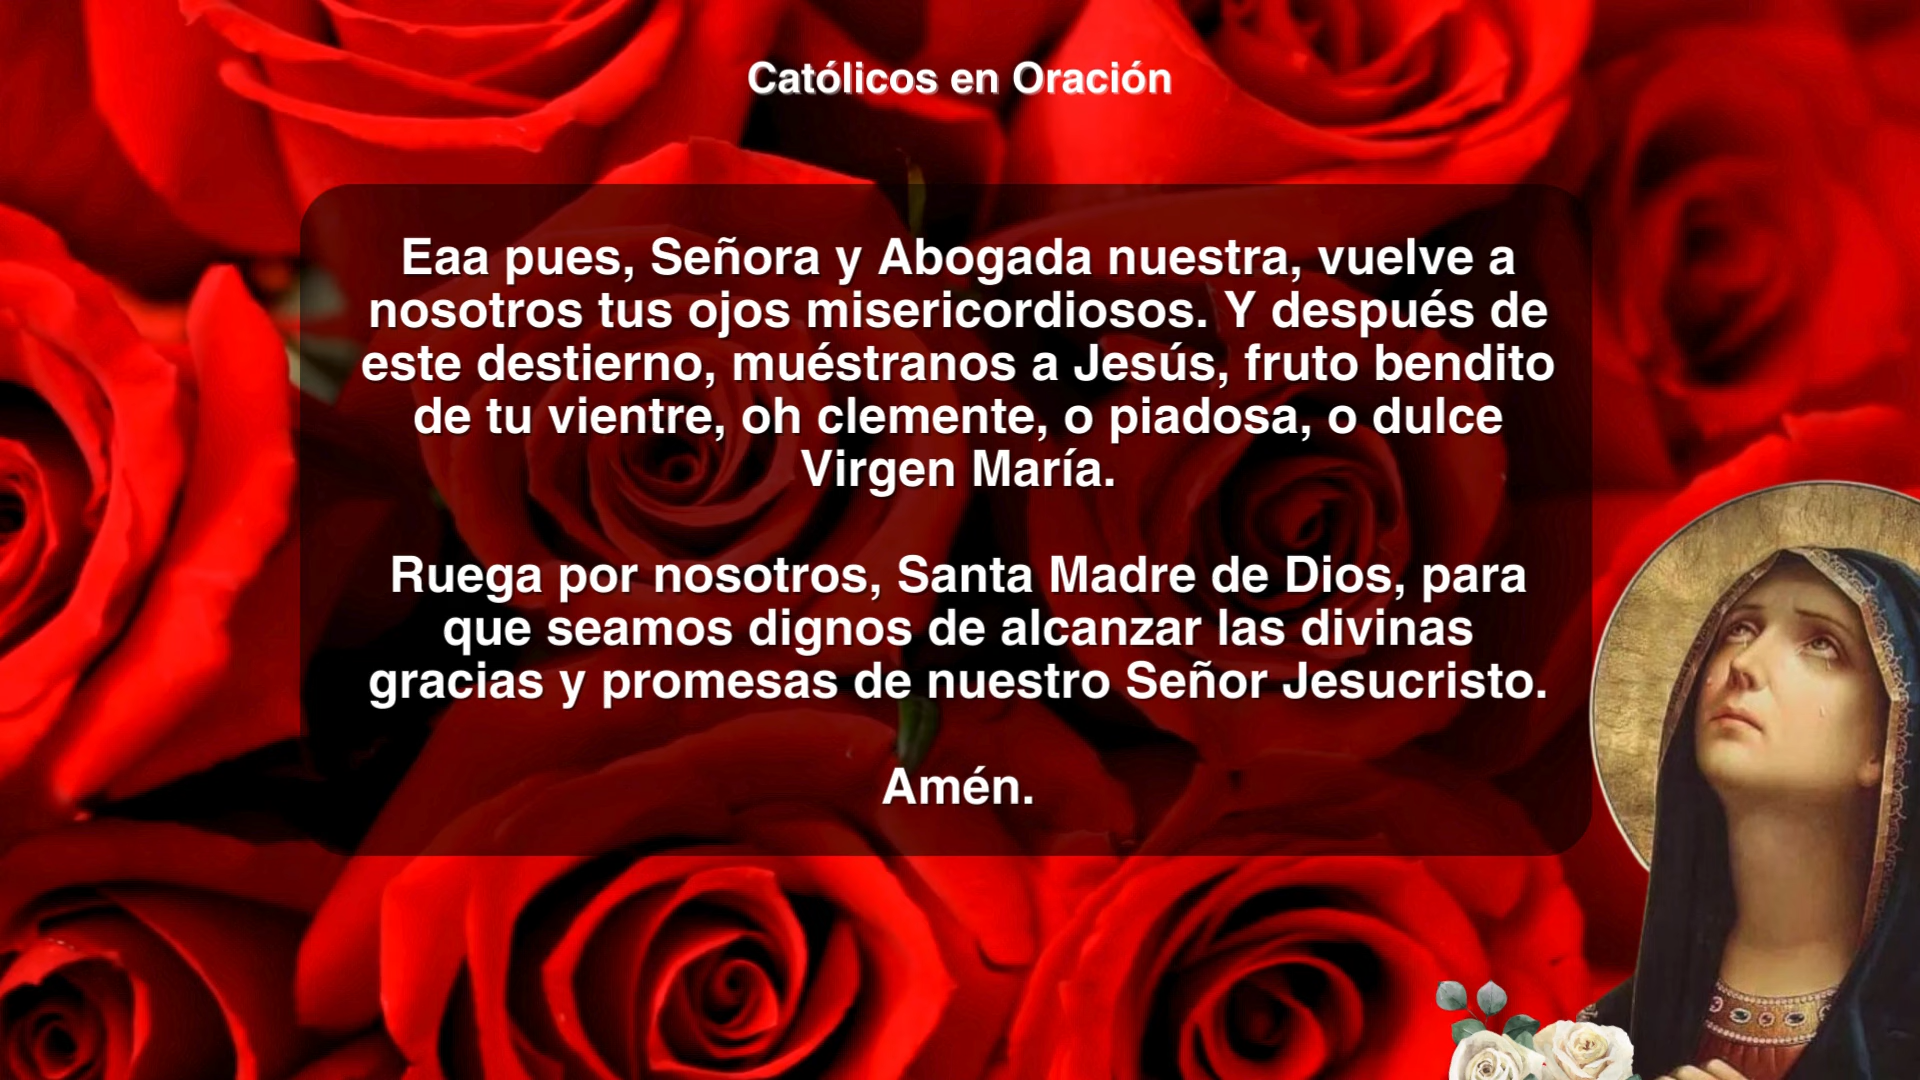 Católicos en Oración
Eaa pues, Señora y Abogada nuestra, vuelve a
nosotros tus ojos misericordiosos. Y después de
este destierno, muéstranos a Jesús, fruto bendito
de tu vientre, oh clemente, o piadosa, o dulce
Virgen María.
Ruega por nosotros, Santa Madre de Dios, para
que seamos dignos de alcanzar las divinas
gracias y promesas de nuestro Señor Jesucristo.
Amén.